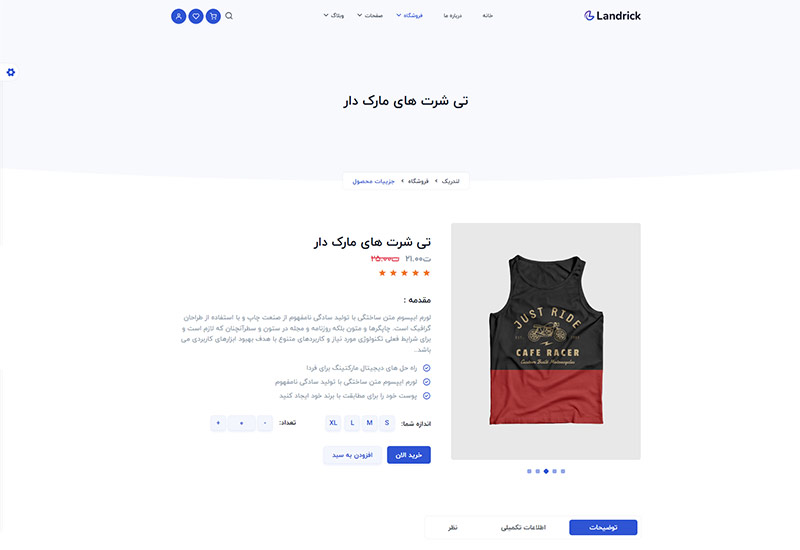 Landrick
خانه
درباره ما
فروشگاه
صفحات
وبلاگ
تی شرت های مارک دار
لندریک
فروشگاه
جزییات محصول
تی شرت های مارک دار
ت۲۱.۰۰ ت۲۵.۰۰
مقدمه :
لورم ایپسوم متن ساختگی با تولید سادگی نامفهوم از صنعت چاپ و با استفاده از طراحان
گرافیک است. چاپگرها و متون بلکه روزنامه و مجله در ستون و سطرآنچنان که لازم است و
برای شرایط فعلی تکنولوژی مورد نیاز و کاربردهای متنوع با هدف بهبود ابزارهای کاربردی می
باشد.
راه حل های دیجیتال مارکتینگ برای فردا
لورم ایپسوم متن ساختگی با تولید سادگی نامفهوم
پوست خود را برای مطابقت با برند خود ایجاد کنید
اندازه شما:
S M L XL
تعداد:
- ۰ +
خرید الان
افزودن به سبد
JUST RIDE
CAFE RACER
Custom Built Motorcycles
توضیحات
اطلاعات تکمیلی
نظر